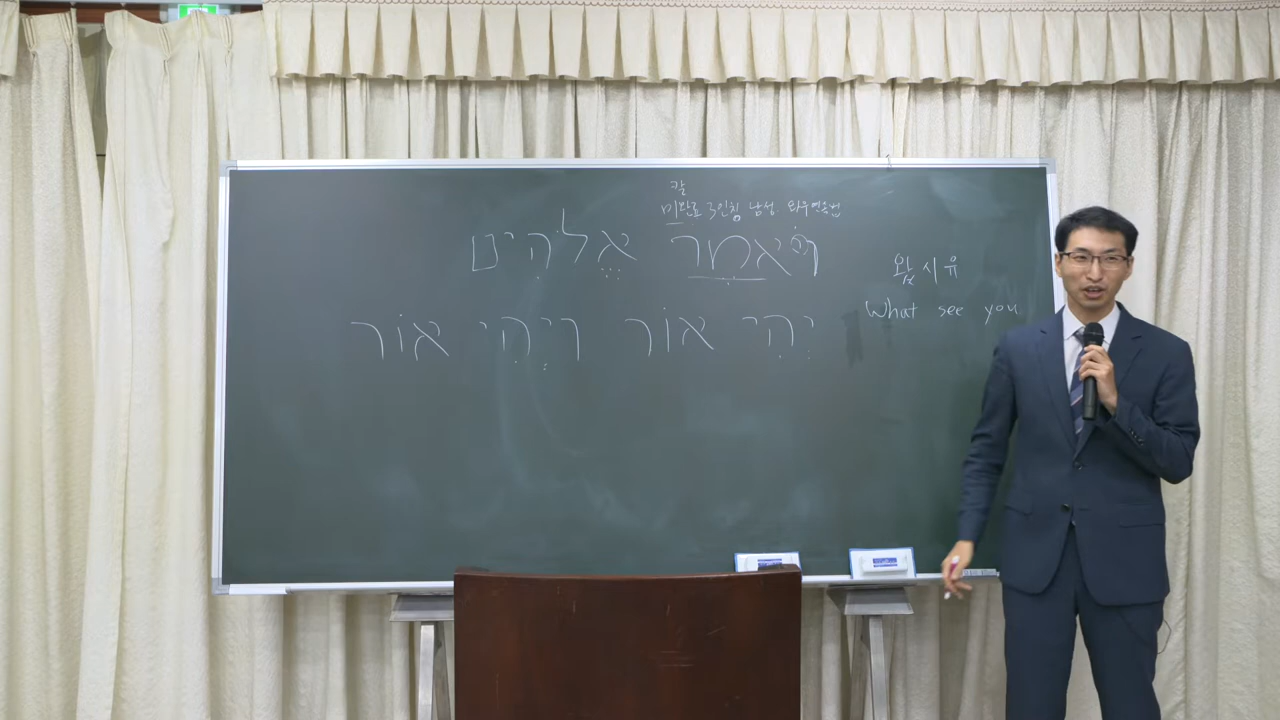 칼
미완료 3인칭 남성 와우연속법
וַיֹּאמֶר אֱלֹהִים
יְהִי אוֹר וַיְהִי אוֹר
왓 시 유
What see you